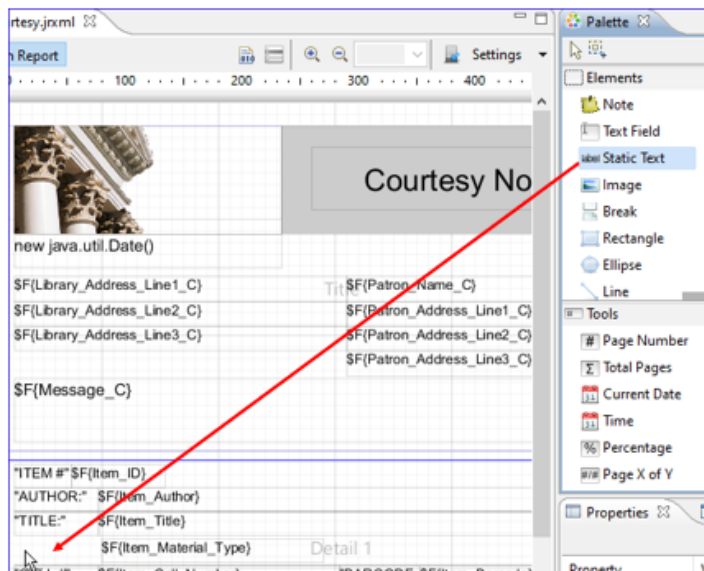 rtesy.jrxml
Palette
n Report
Settings
100 200 300 400
Elements
Note
Text Field
label Static Text
Image
Break
Rectangle
Ellipse
Line
Courtesy No
new java.util.Date()
$F{Library_Address_Line1_C}
Title
$F{Patron_Name_C}
$F{Library_Address_Line2_C}
$F{Patron_Address_Line1_C}
$F{Library_Address_Line3_C}
$F{Patron_Address_Line2_C}
$F{Patron_Address_Line3_C}
$F{Message_C}
Tools
# Page Number
Σ Total Pages
Current Date
Time
% Percentage
#/# Page X of Y
"ITEM #" $F{Item_ID}
"AUTHOR:" $F{Item_Author}
"TITLE:" $F{Item_Title}
$F{Item_Material_Type}
Detail 1
Properties
Property